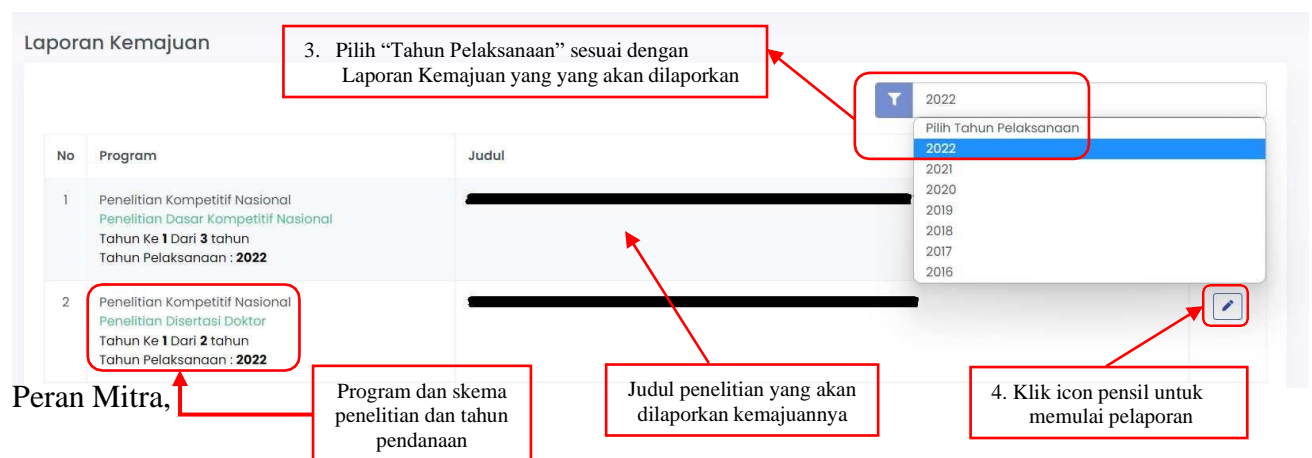 Laporan Kemajuan
3. Pilih “Tahun Pelaksanaan” sesuai dengan
Laporan Kemajuan yang yang akan dilaporkan
2022
Pilih Tahun Pelaksanaan
2022
2021
2020
2019
2018
2017
2016
No Program Judul
1 Penelitian Kompetitif Nasional
Penelitian Dasar Kompetitif Nasional
Tahun Ke 1 Dari 3 tahun
Tahun Pelaksanaan : 2022
2 Penelitian Kompetitif Nasional
Penelitian Disertasi Doktor
Tahun Ke 1 Dari 2 tahun
Tahun Pelaksanaan : 2022
Peran Mitra,
Program dan skema
penelitian dan tahun
pendanaan
Judul penelitian yang akan
dilaporkan kemajuannya
4. Klik icon pensil untuk
memulai pelaporan